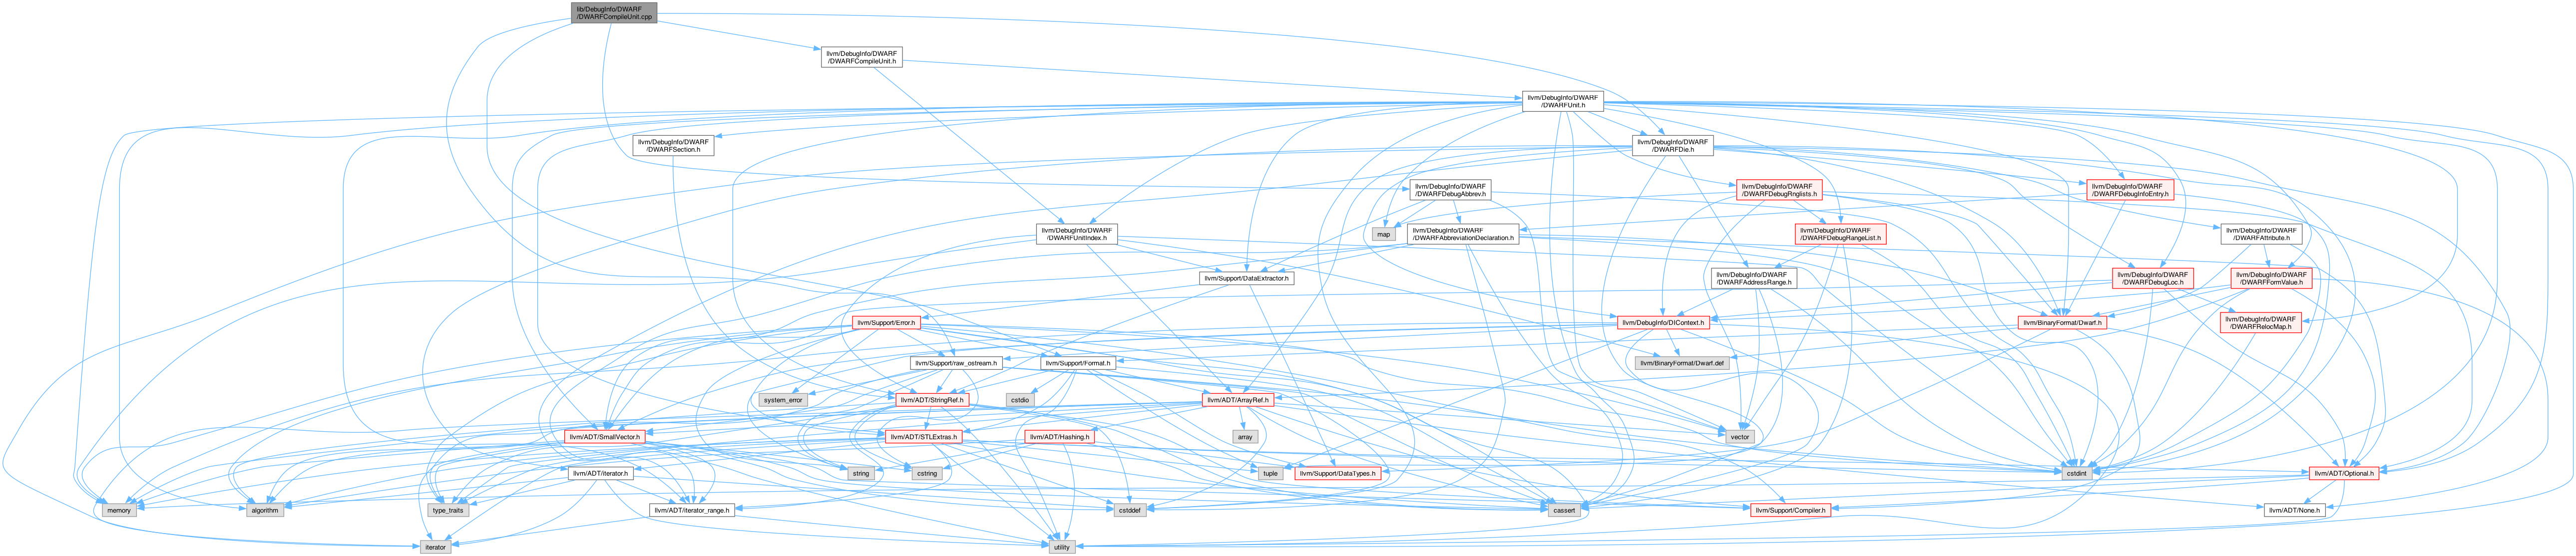 lib/DebugInfo/DWARF
/DWARFCompileUnit.cpp
llvm/DebugInfo/DWARF
/DWARFCompileUnit.h
llvm/DebugInfo/DWARF
/DWARFUnit.h
llvm/DebugInfo/DWARF
/DWARFSection.h
llvm/DebugInfo/DWARF
/DWARFDie.h
llvm/DebugInfo/DWARF
/DWARFDebugAbbrev.h
llvm/DebugInfo/DWARF
/DWARFDebugRnglists.h
llvm/DebugInfo/DWARF
/DWARFDebugInfoEntry.h
llvm/DebugInfo/DWARF
/DWARFUnitIndex.h
map
llvm/DebugInfo/DWARF
/DWARFAbbreviationDeclaration.h
llvm/DebugInfo/DWARF
/DWARFDebugRangeList.h
llvm/DebugInfo/DWARF
/DWARFAttribute.h
llvm/Support/DataExtractor.h
llvm/DebugInfo/DWARF
/DWARFAddressRange.h
llvm/DebugInfo/DWARF
/DWARFDebugLoc.h
llvm/DebugInfo/DWARF
/DWARFFormValue.h
llvm/Support/Error.h
llvm/DebugInfo/DIContext.h
llvm/BinaryFormat/Dwarf.h
llvm/DebugInfo/DWARF
/DWARFRelocMap.h
llvm/Support/raw_ostream.h
llvm/Support/Format.h
llvm/BinaryFormat/Dwarf.def
system_error
llvm/ADT/StringRef.h
cstdio
llvm/ADT/ArrayRef.h
llvm/ADT/SmallVector.h
llvm/ADT/STLExtras.h
llvm/ADT/Hashing.h
array
vector
llvm/ADT/iterator.h
string
cstring
tuple
llvm/Support/DataTypes.h
cstdint
llvm/ADT/Optional.h
memory
algorithm
type_traits
llvm/ADT/iterator_range.h
cstddef
cassert
llvm/Support/Compiler.h
llvm/ADT/None.h
iterator
utility